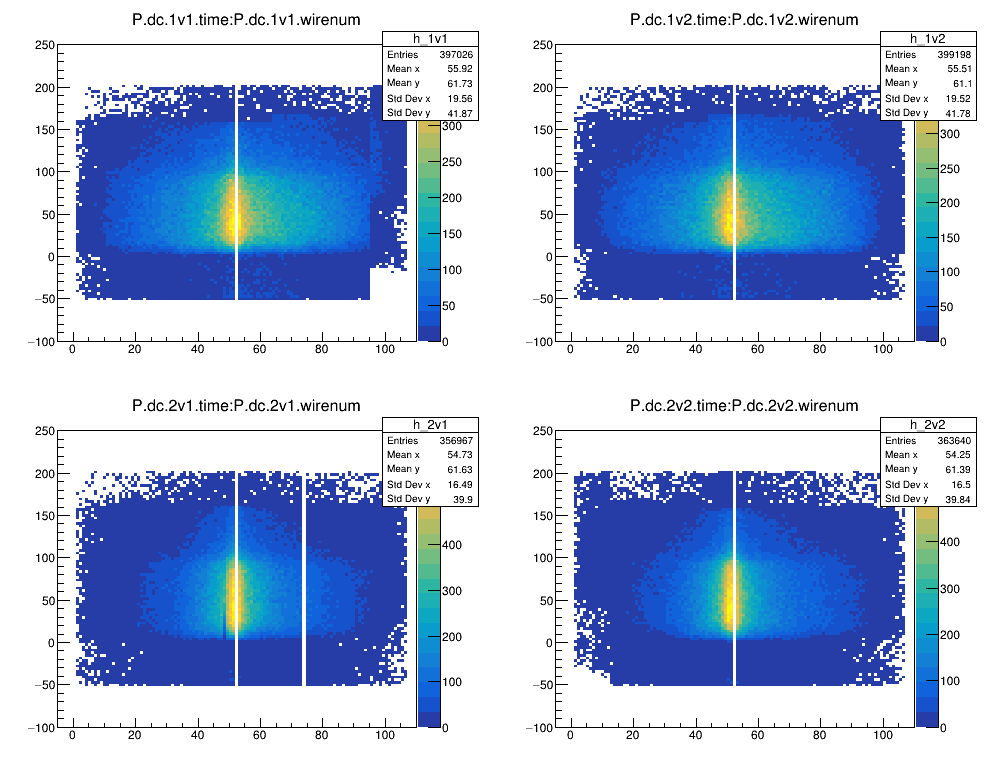 P.dc.1v1.time:P.dc.1v1.wirenum
h_1v1
Entries 397026
Mean x 55.92
Mean y 61.73
Std Dev x 19.56
Std Dev y 41.87
250
200
150
100
50
0
−50
−100
0 20 40 60 80 100
300
250
200
150
100
50
0
P.dc.1v2.time:P.dc.1v2.wirenum
h_1v2
Entries 399198
Mean x 55.51
Mean y 61.1
Std Dev x 19.52
Std Dev y 41.78
250
200
150
100
50
0
−50
−100
0 20 40 60 80 100
300
250
200
150
100
50
0
P.dc.2v1.time:P.dc.2v1.wirenum
h_2v1
Entries 356967
Mean x 54.73
Mean y 61.63
Std Dev x 16.49
Std Dev y 39.9
250
200
150
100
50
0
−50
−100
0 20 40 60 80 100
400
300
200
100
0
P.dc.2v2.time:P.dc.2v2.wirenum
h_2v2
Entries 363640
Mean x 54.25
Mean y 61.39
Std Dev x 16.5
Std Dev y 39.84
250
200
150
100
50
0
−50
−100
0 20 40 60 80 100
400
300
200
100
0